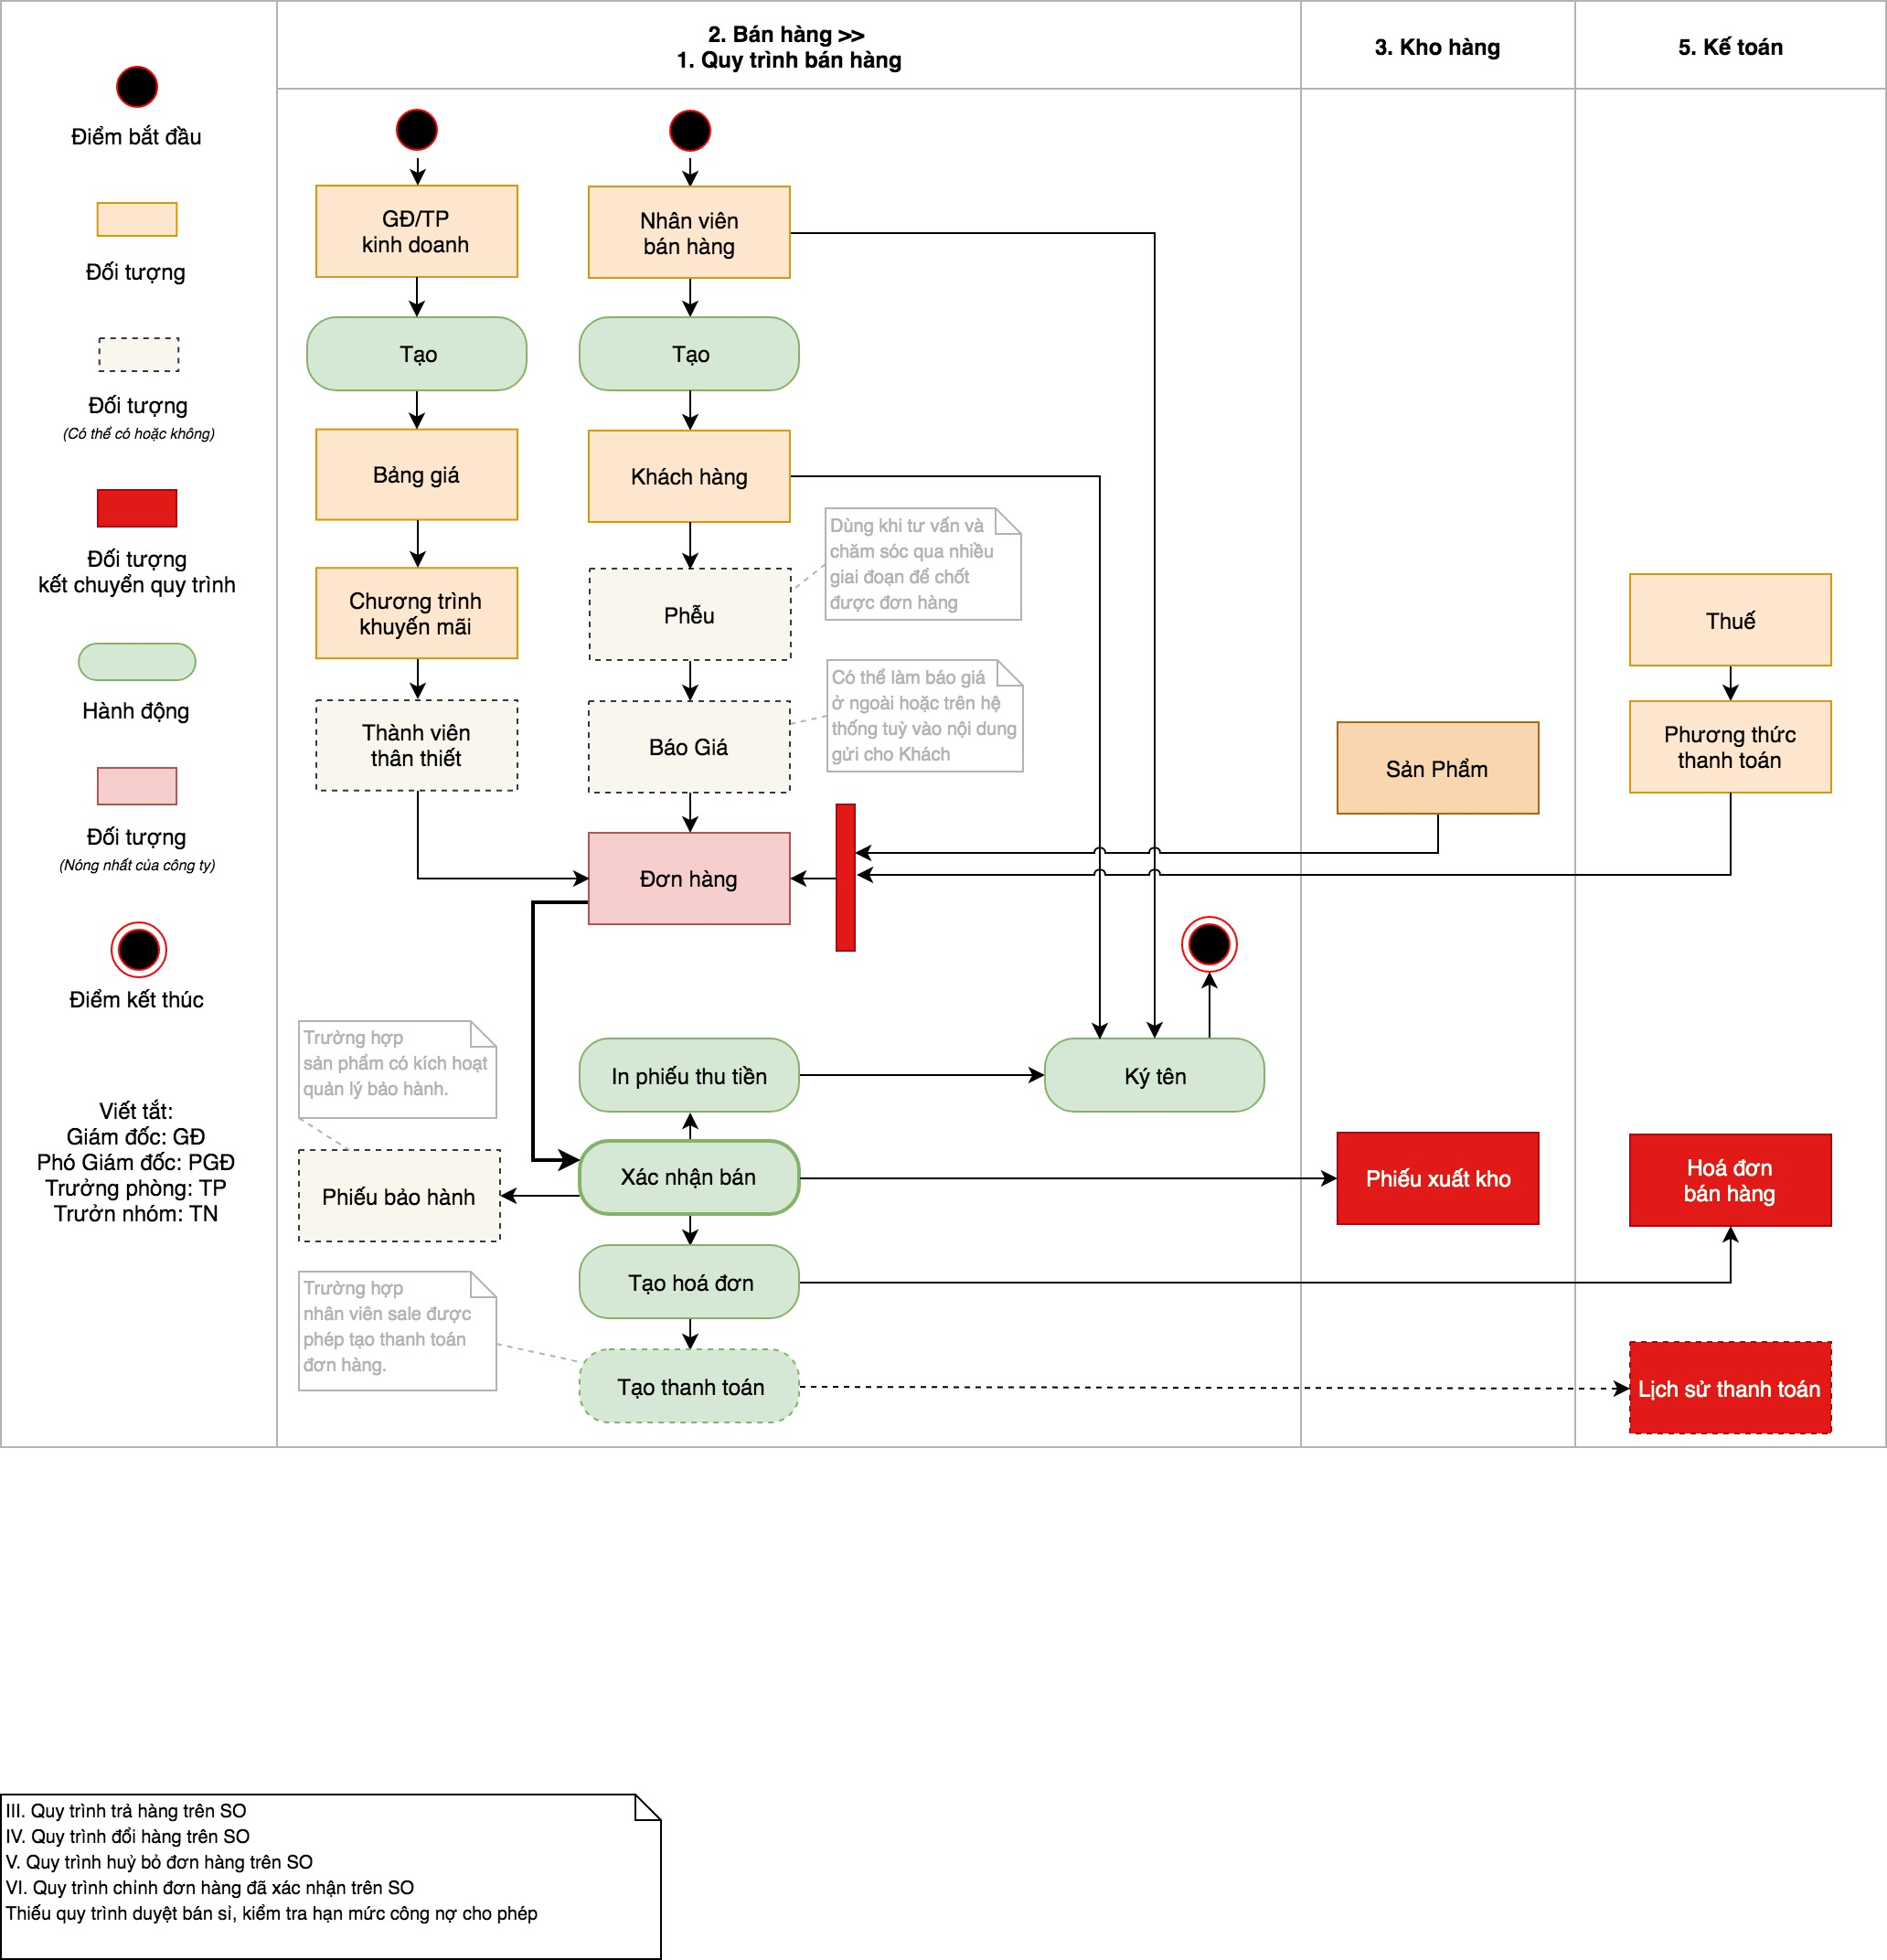 2. Bán hàng >>
1. Quy trình bán hàng
3. Kho hàng
5. Kế toán
Điểm bắt đầu
Đối tượng
Đối tượng
(Có thể có hoặc không)
Đối tượng
kết chuyển quy trình
Hành động
Đối tượng
(Nóng nhất của công ty)
Điểm kết thúc
Viết tắt:
Giám đốc: GĐ
Phó Giám đốc: PGĐ
Trưởng phòng: TP
Trưởn nhóm: TN
GĐ/TP
kinh doanh
Tạo
Bảng giá
Chương trình
khuyến mãi
Thành viên
thân thiết
Nhân viên
bán hàng
Tạo
Khách hàng
Phễu
Báo Giá
Đơn hàng
Dùng khi tư vấn và
chăm sóc qua nhiều
giai đoạn để chốt
được đơn hàng
Có thể làm báo giá
ở ngoài hoặc trên hệ
thống tuỳ vào nội dung
gửi cho Khách
Sản Phẩm
Thuế
Phương thức
thanh toán
Trường hợp
sản phẩm có kích hoạt
quản lý bảo hành.
In phiếu thu tiền
Ký tên
Phiếu bảo hành
Xác nhận bán
Phiếu xuất kho
Hoá đơn
bán hàng
Tạo hoá đơn
Trường hợp
nhân viên sale được
phép tạo thanh toán
đơn hàng.
Tạo thanh toán
Lịch sử thanh toán
III. Quy trình trả hàng trên SO
IV. Quy trình đổi hàng trên SO
V. Quy trình huỷ bỏ đơn hàng trên SO
VI. Quy trình chỉnh đơn hàng đã xác nhận trên SO
Thiếu quy trình duyệt bán sỉ, kiểm tra hạn mức công nợ cho phép